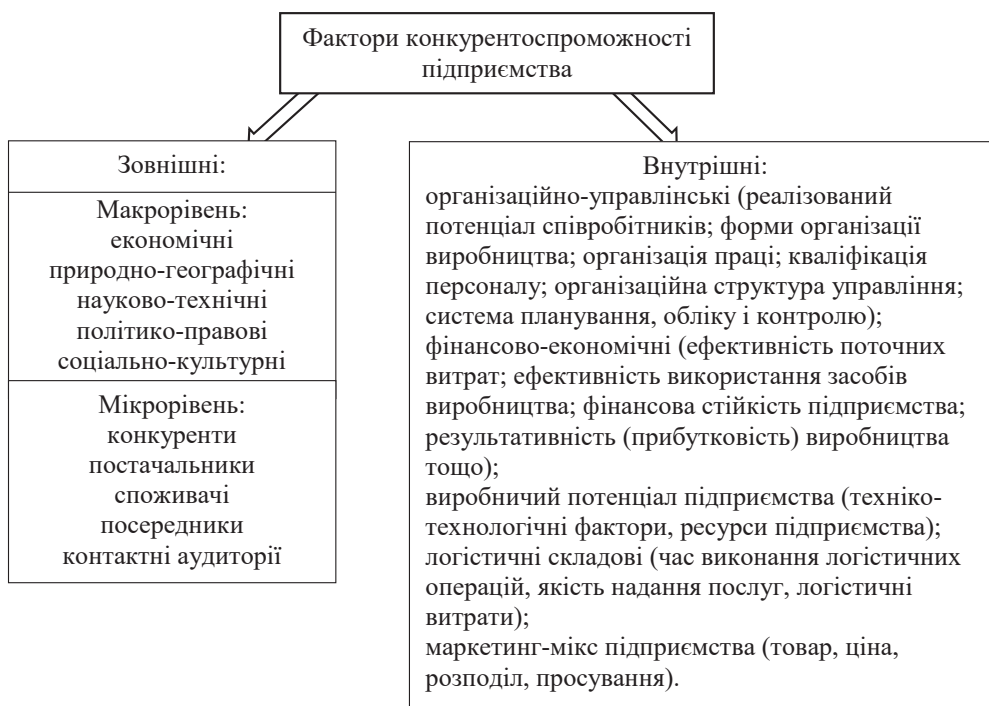 Фактори конкурентоспроможності
підприємства
Зовнішні:
Макрорівень:
економічні
природно-географічні
науково-технічні
політико-правові
соціально-культурні
Мікрорівень:
конкуренти
постачальники
споживачі
посередники
контактні аудиторії
Внутрішні:
організаційно-управлінські (реалізований
потенціал співробітників; форми організації
виробництва; організація праці; кваліфікація
персоналу; організаційна структура управління;
система планування, обліку і контролю);
фінансово-економічні (ефективність поточних
витрат; ефективність використання засобів
виробництва; фінансова стійкість підприємства;
результативність (прибутковість) виробництва
тощо);
виробничий потенціал підприємства (техніко-
технологічні фактори, ресурси підприємства);
логістичні складові (час виконання логістичних
операцій, якість надання послуг, логістичні
витрати);
маркетинг-мікс підприємства (товар, ціна,
розподіл, просування).